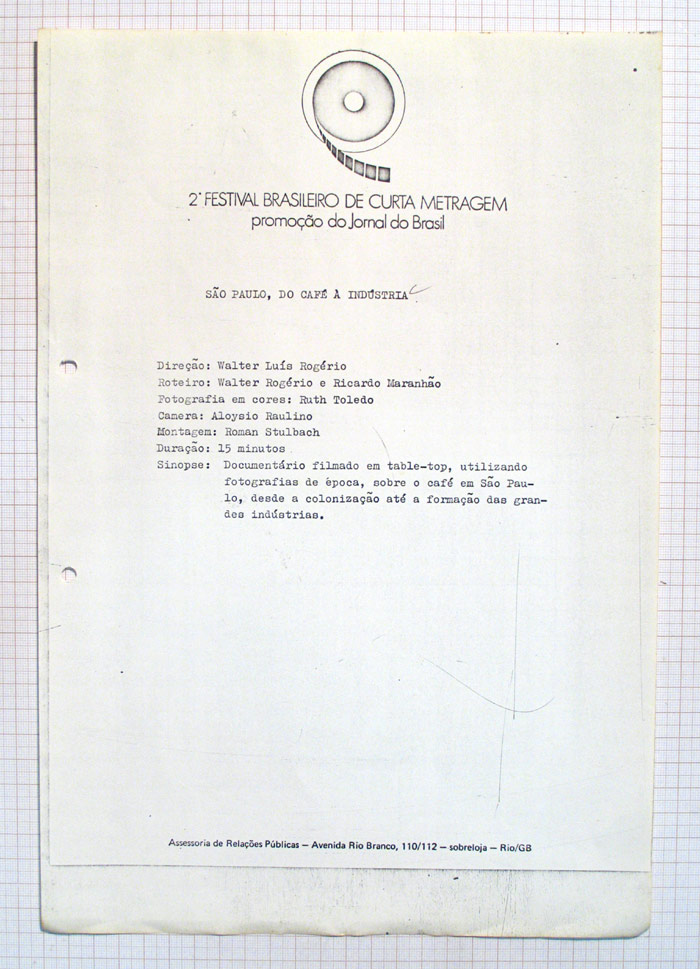 2º FESTIVAL BRASILEIRO DE CURTA METRAGEM
promoção do Jornal do Brasil
SÃO PAULO, DO CAFÉ À INDÚSTRIA
Direção: Walter Luís Rogério
Roteiro: Walter Rogério e Ricardo Maranhão
Fotografia em cores: Ruth Toledo
Camera: Aloysio Raulino
Montagem: Roman Stulbach
Duração: 15 minutos
Sinopse: Documentário filmado em table-top, utilizando
fotografias de época, sobre o café em São Pau-
lo, desde a colonização até a formação das gran-
des indústrias.
Assessoria de Relações Públicas — Avenida Rio Branco, 110/112 — sobreloja — Rio/GB